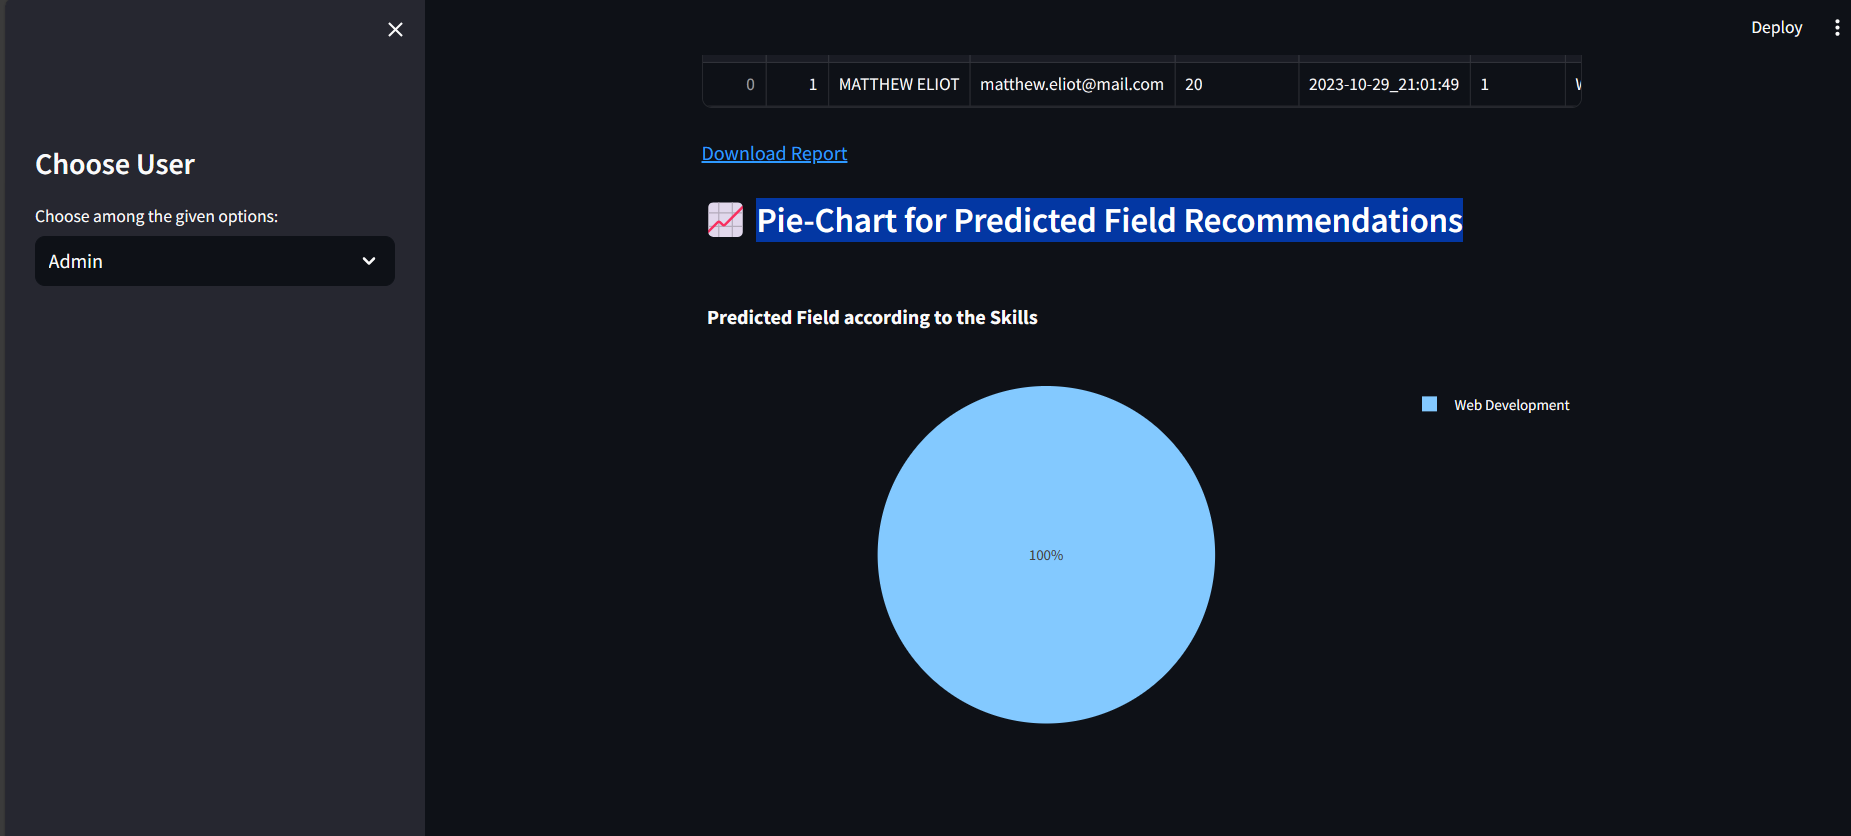 Deploy
Choose User
Choose among the given options:
Admin
0 1 MATTHEW ELIOT matthew.eliot@mail.com 20 2023-10-29_21:01:49 1
Download Report
Pie-Chart for Predicted Field Recommendations
Predicted Field according to the Skills
Web Development
100%